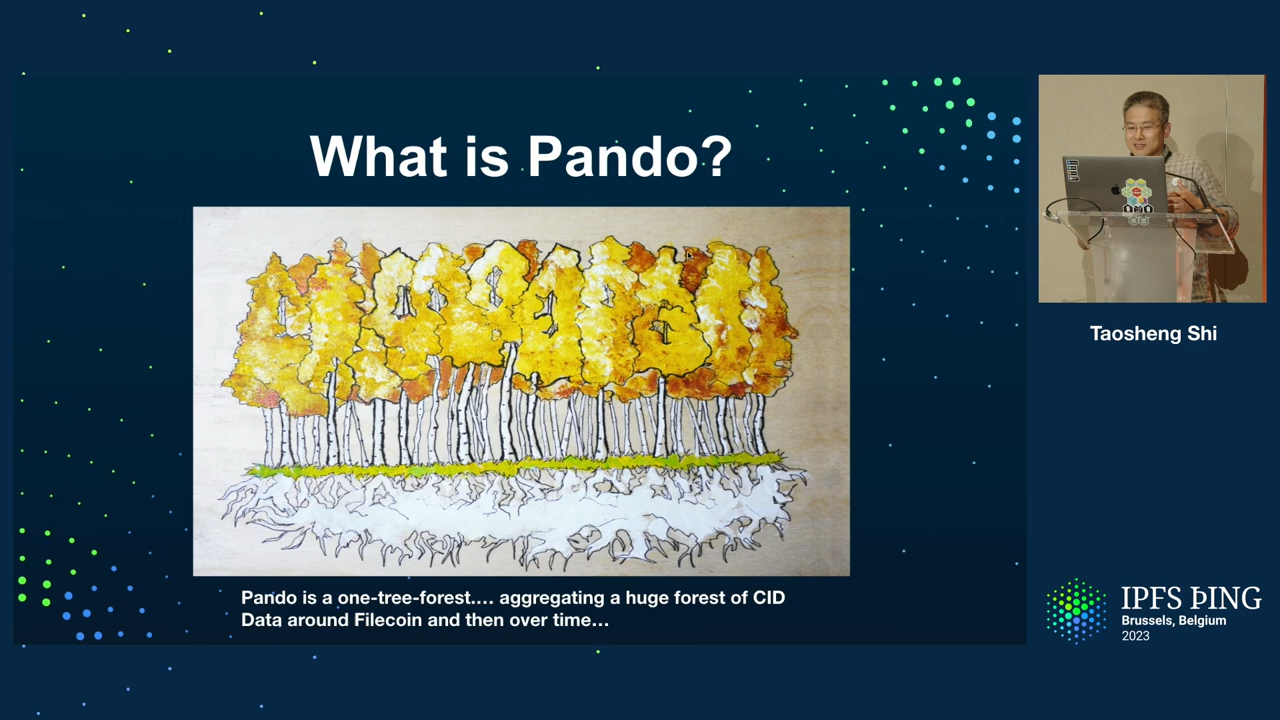 What is Pando?
Pando is a one-tree-forest.... aggregating a huge forest of CID
Data around Filecoin and then over time...
Taosheng Shi
IPFS ÞING
Brussels, Belgium
2023